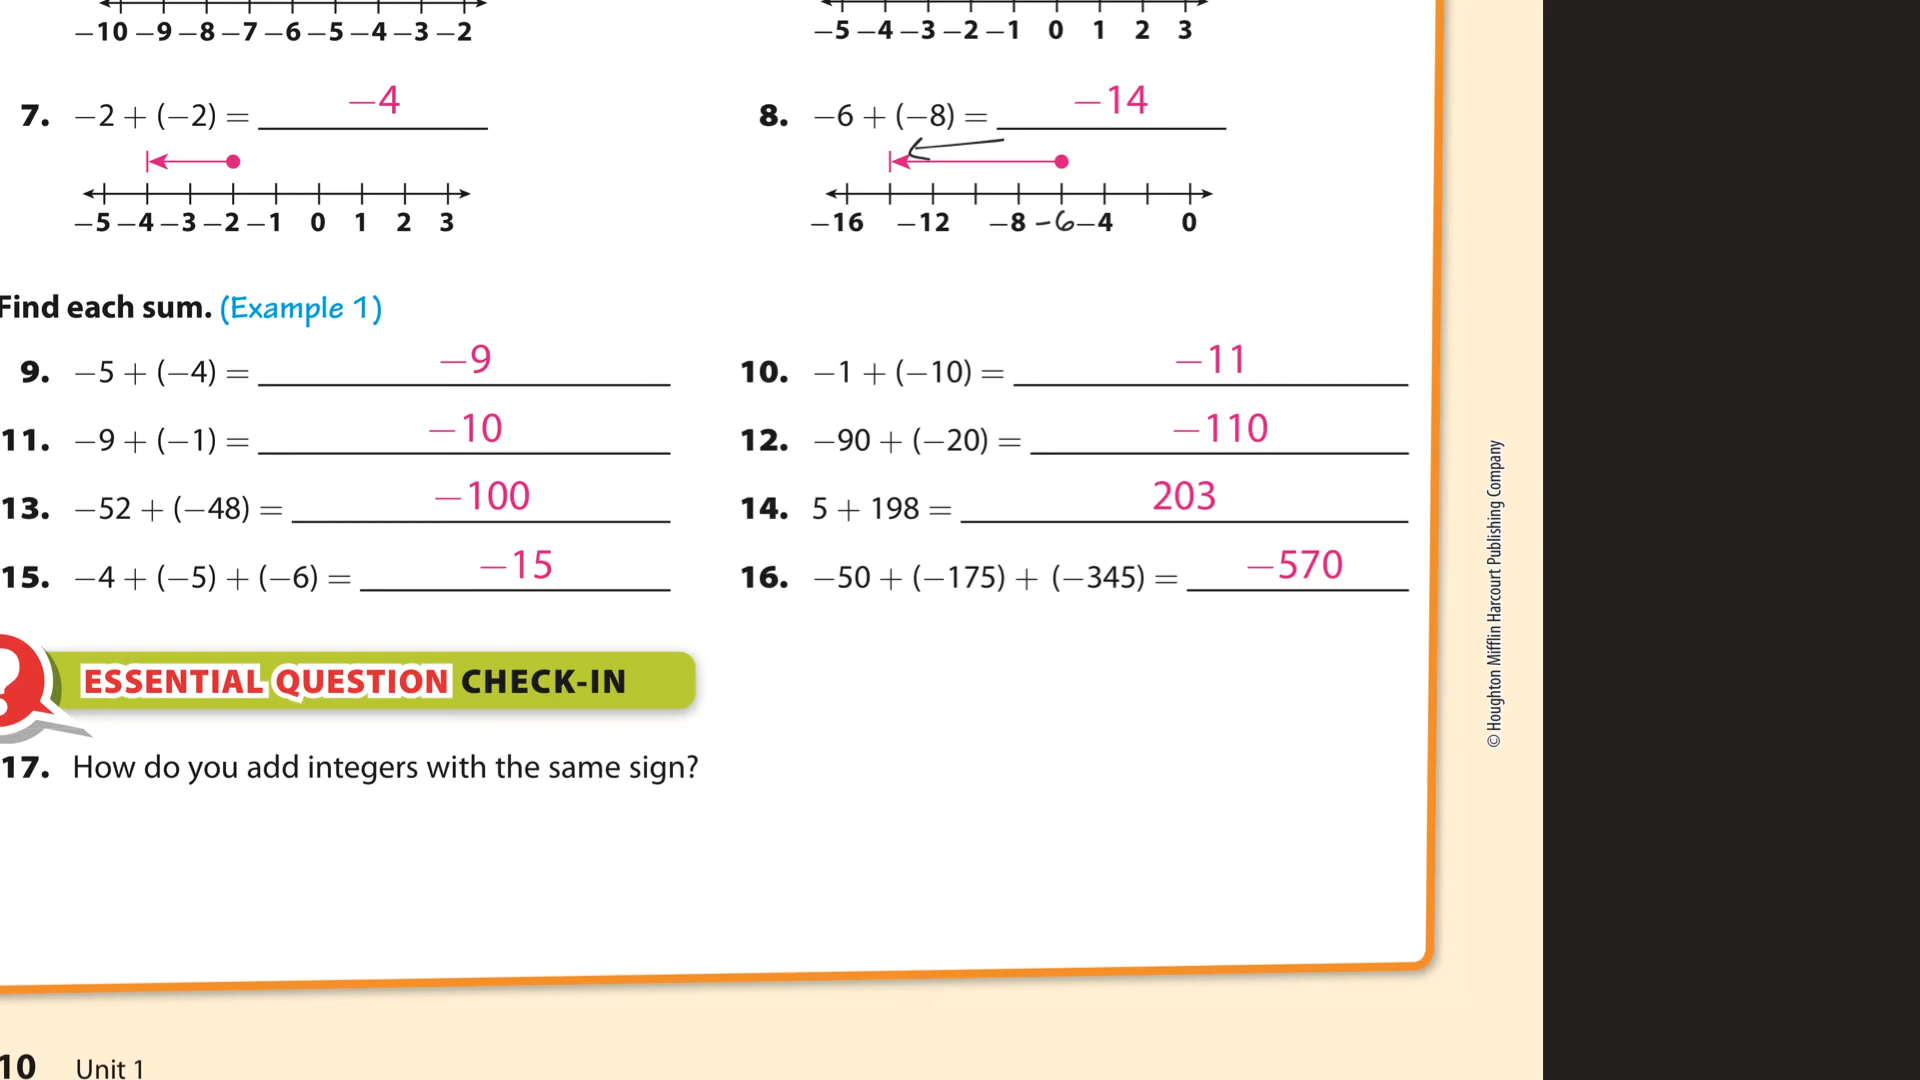 −10 −9 −8 −7 −6 −5 −4 −3 −2
−5 −4 −3 −2 −1 0 1 2 3
7. −2 + (−2) = −4
−5 −4 −3 −2 −1 0 1 2 3
8. −6 + (−8) = −14
−16 −12 −8 −6 −4 0
Find each sum. (Example 1)
9. −5 + (−4) = −9
10. −1 + (−10) = −11
11. −9 + (−1) = −10
12. −90 + (−20) = −110
13. −52 + (−48) = −100
14. 5 + 198 = 203
15. −4 + (−5) + (−6) = −15
16. −50 + (−175) + (−345) = −570
? ESSENTIAL QUESTION CHECK-IN
17. How do you add integers with the same sign?
© Houghton Mifflin Harcourt Publishing Company
10 Unit 1